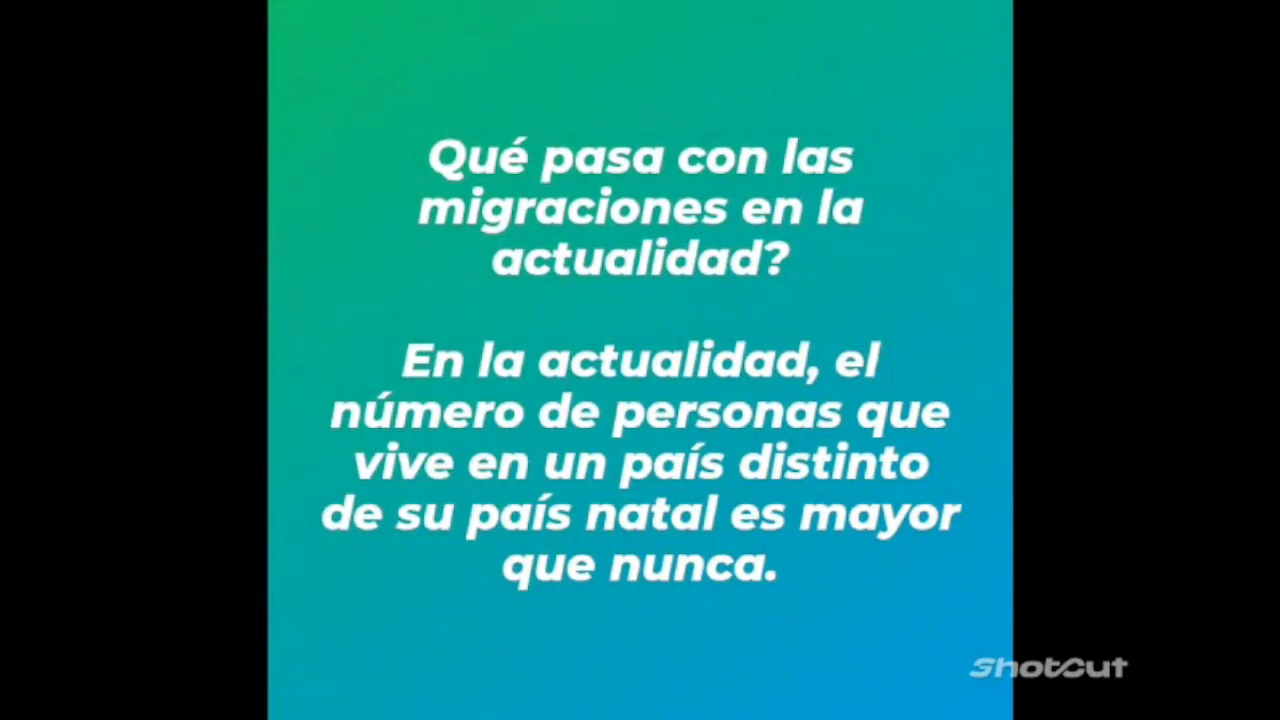 Qué pasa con las
migraciones en la
actualidad?
En la actualidad, el
número de personas que
vive en un país distinto
de su país natal es mayor
que nunca.
ShotCut